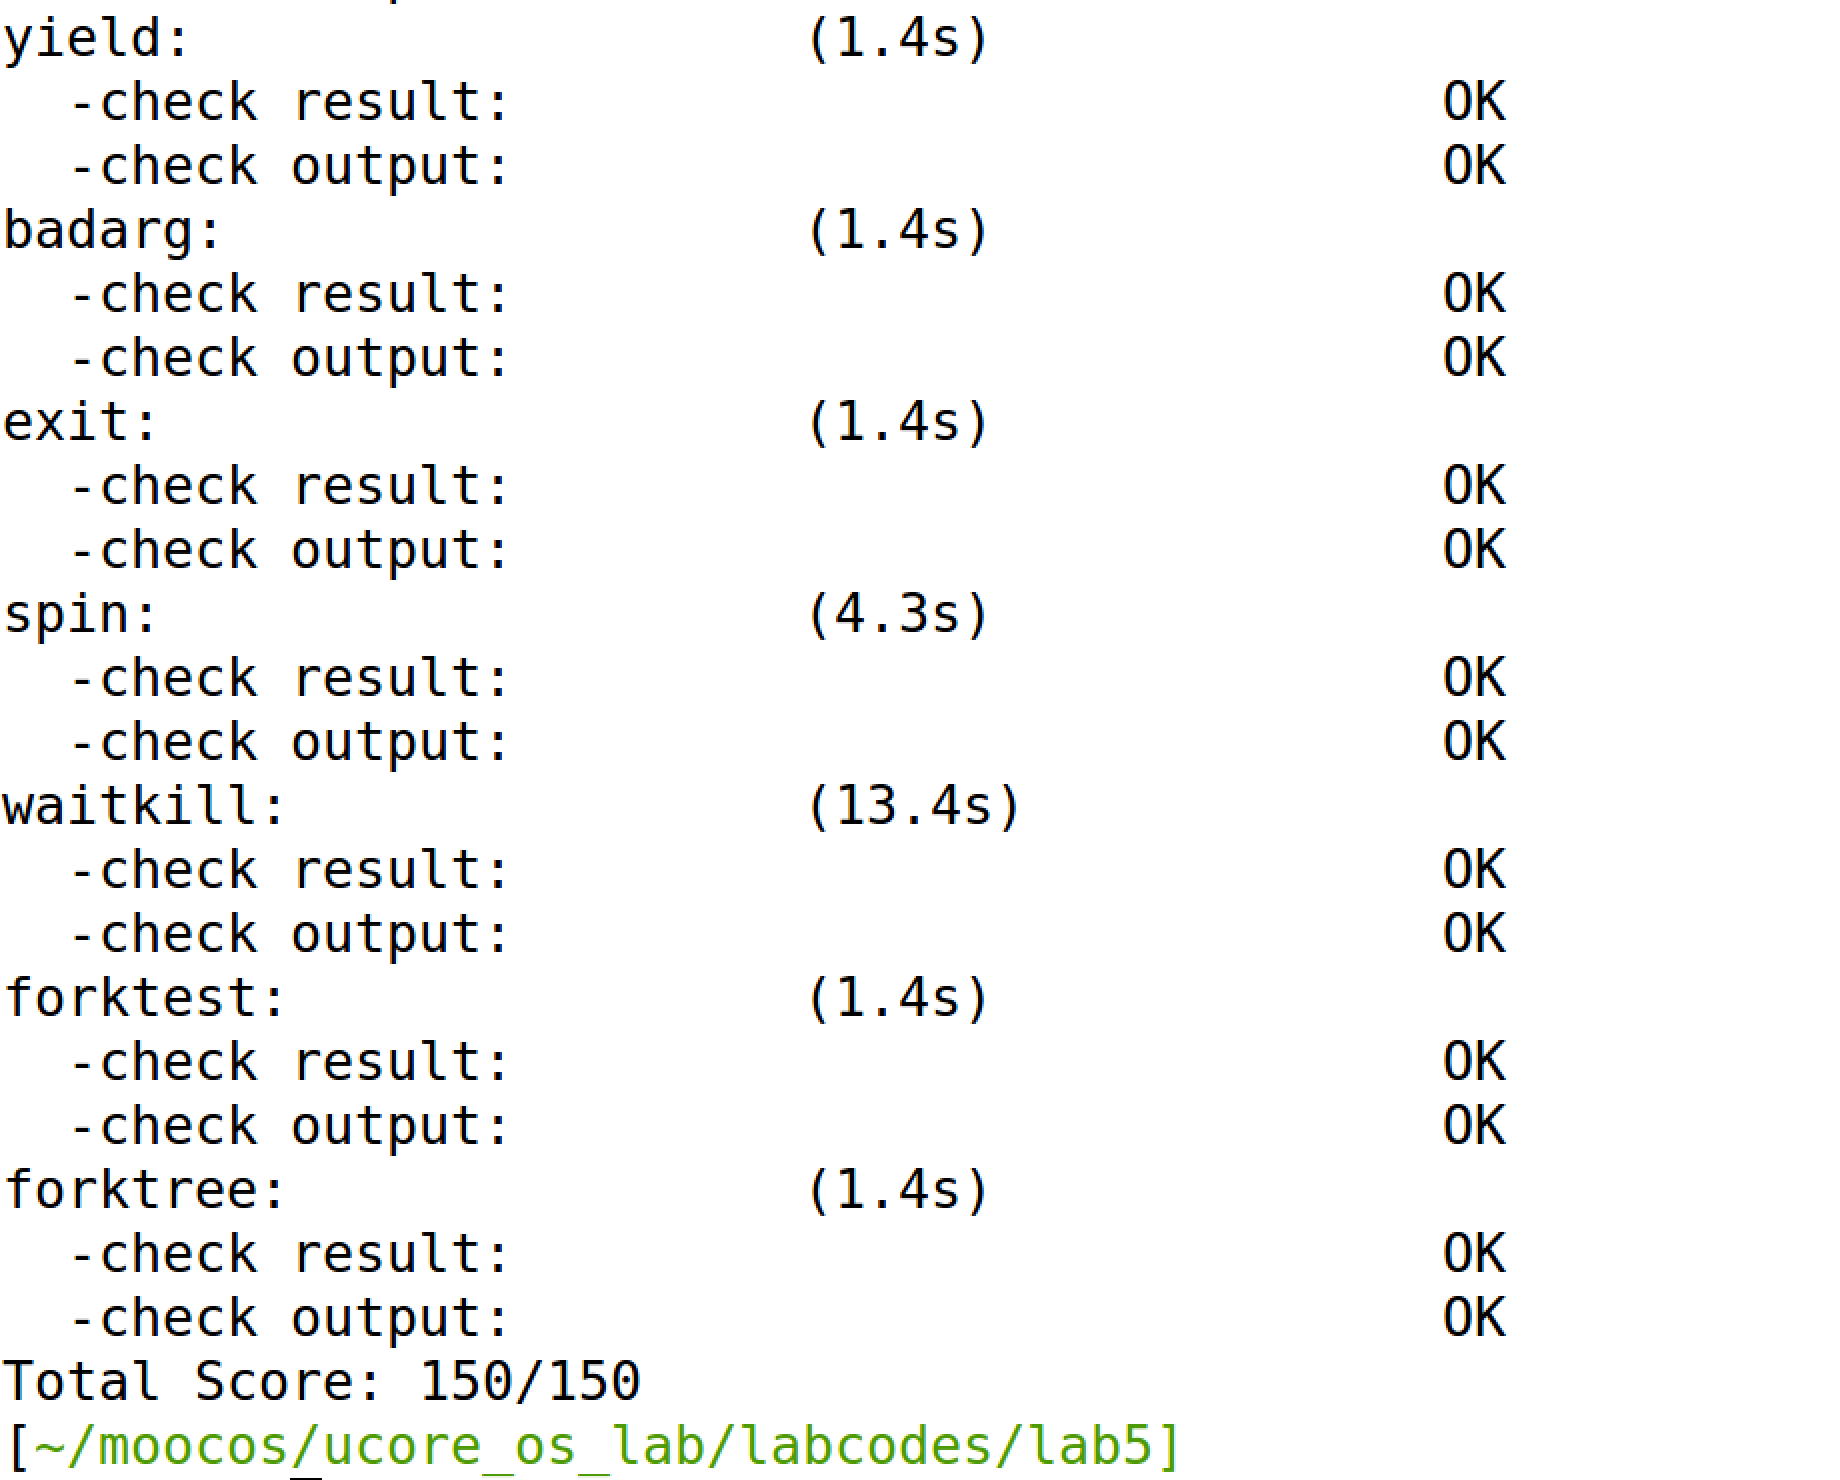 yield: (1.4s)
-check result: OK
-check output: OK
badarg: (1.4s)
-check result: OK
-check output: OK
exit: (1.4s)
-check result: OK
-check output: OK
spin: (4.3s)
-check result: OK
-check output: OK
waitkill: (13.4s)
-check result: OK
-check output: OK
forktest: (1.4s)
-check result: OK
-check output: OK
forktree: (1.4s)
-check result: OK
-check output: OK
Total Score: 150/150
[~/moocos/ucore_os_lab/labcodes/lab5]